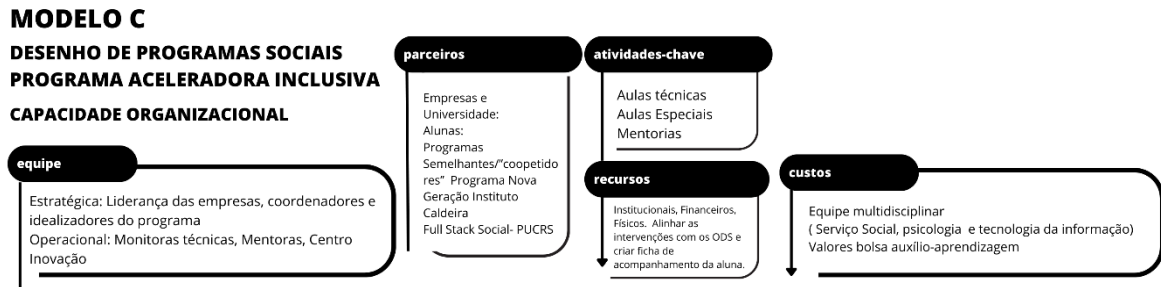 MODELO C
DESENHO DE PROGRAMAS SOCIAIS
PROGRAMA ACELERADORA INCLUSIVA
CAPACIDADE ORGANIZACIONAL
equipe
Estratégica: Liderança das empresas, coordenadores e
idealizadores do programa
Operacional: Monitoras técnicas, Mentoras, Centro
Inovação
parceiros
Empresas e
Universidade:
Alunas:
Programas
Semelhantes/"coopetido
res" Programa Nova
Geração Instituto
Caldeira
Full Stack Social- PUCRS
atividades-chave
Aulas técnicas
Aulas Especiais
Mentorias
recursos
Institucionais, Financeiros,
Físicos. Alinhar as
intervenções com os ODS e
criar ficha de
acompanhamento da aluna.
custos
Equipe multidisciplinar
( Serviço Social, psicologia e tecnologia da informação)
Valores bolsa auxílio-aprendizagem